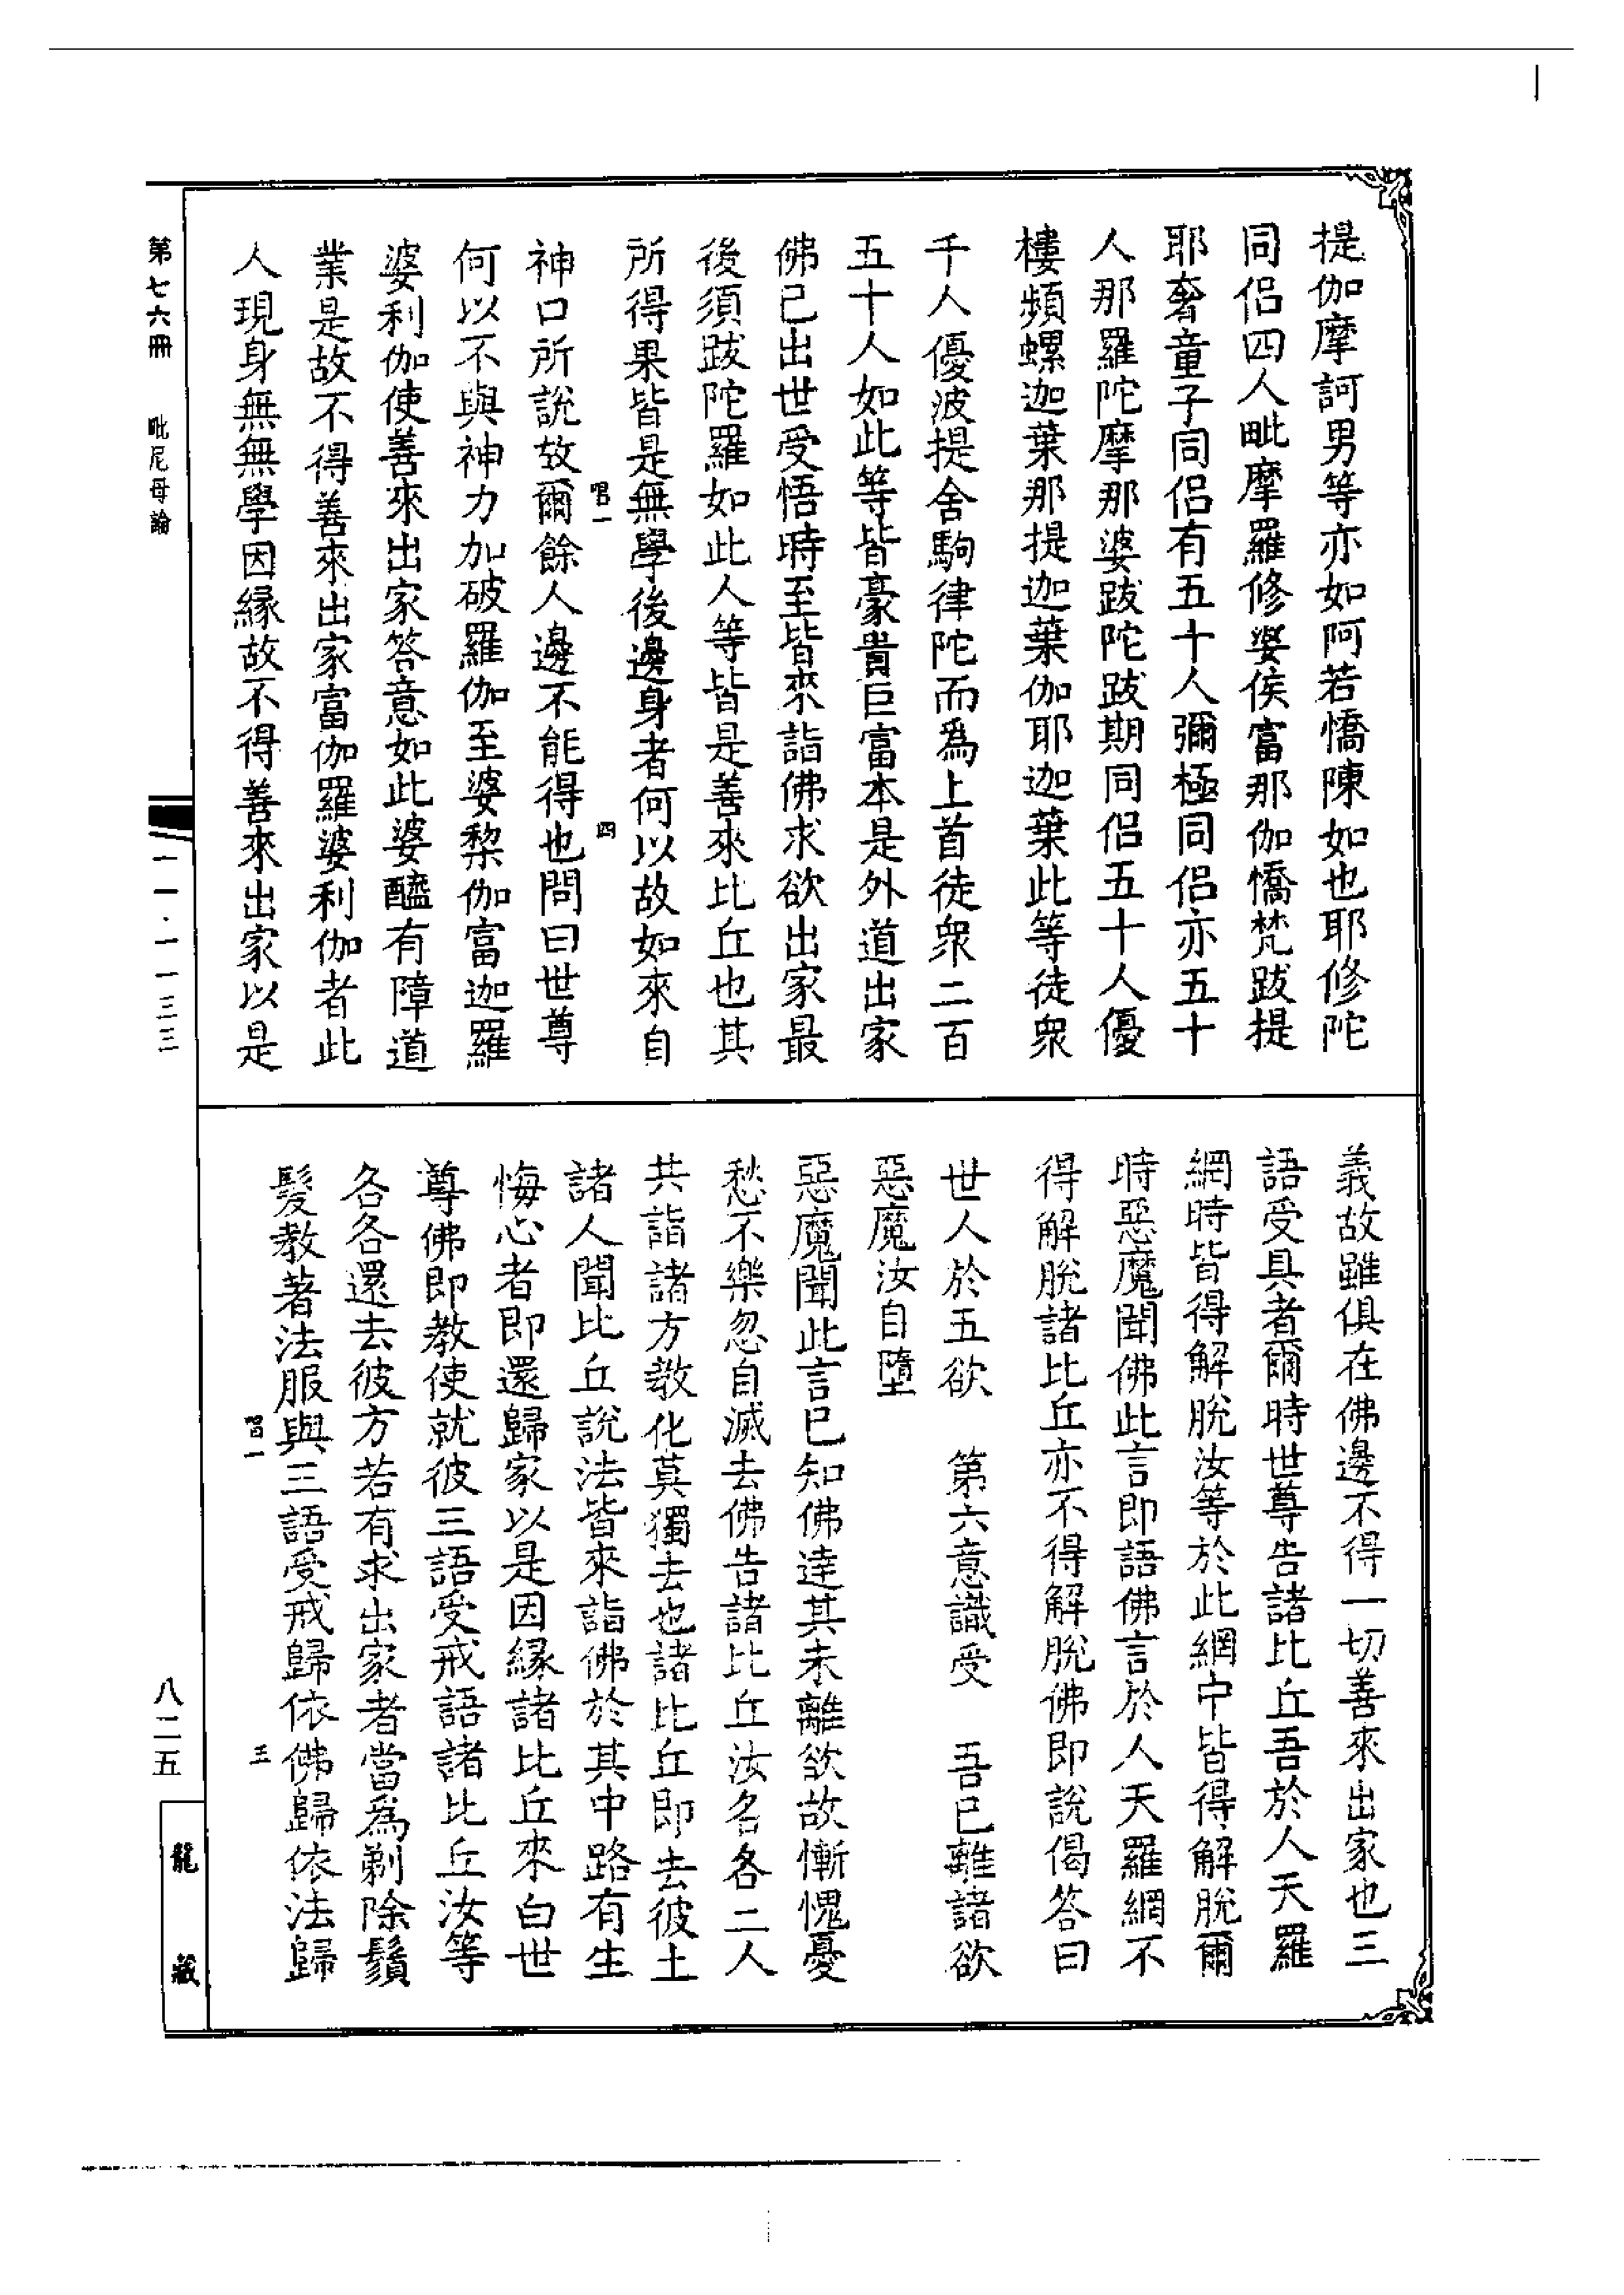 提伽摩訶男等亦如阿若憍陳如也耶修陀
同侶四人毗摩羅修婆侯富那伽憍梵跋提
耶奢童子同侶有五十人彌極同侶亦五十
人那羅陀摩那婆跋陀跋期同侶五十人優
樓頻螺迦葉那提迦葉伽耶迦葉此等徒眾
千人優波提舍駒律陀而爲上首徒眾二百
五十人如此等皆豪貴巨富本是外道出家
佛已出世受悟時至皆來詣佛求欲出家最
後須跋陀羅如此人等皆是善來比丘也其
所得果皆是無學後邊身者何以故如來自
唱一 四
神口所說故爾餘人邊不能得也問曰世尊
何以不與神力加破羅伽至婆棃伽富迦羅
婆利伽使善來出家答意如此婆醯有障道
業是故不得善來出家富伽羅婆利伽者此
人現身無無學因緣故不得善來出家以是
義故雖俱在佛邊不得一切善來出家也三
語受具者爾時世尊告諸比丘吾於人天羅
網時皆得解脫汝等於此網中皆得解脫爾
時惡魔聞佛此言即語佛言於人天羅網不
得解脫諸比丘亦不得解脫佛即說偈答曰
世人於五欲 第六意識受 吾已離諸欲
惡魔汝自墮
惡魔聞此言已知佛達其未離欲故慚愧憂
愁不樂忽自滅去佛告諸比丘汝名各二人
共詣諸方教化莫獨去也諸比丘即去彼土
諸人聞比丘說法皆來詣佛於其中路有生
悔心者即還歸家以是因緣諸比丘來白世
尊佛即教使就彼三語受戒語諸比丘汝等
各各還去彼方若有求出家者當爲剃除鬚
髮教著法服與三語受戒歸依佛歸依法歸
唱一 五
第七六冊 毗尼母論
一一·一一三三
八二五
龍藏